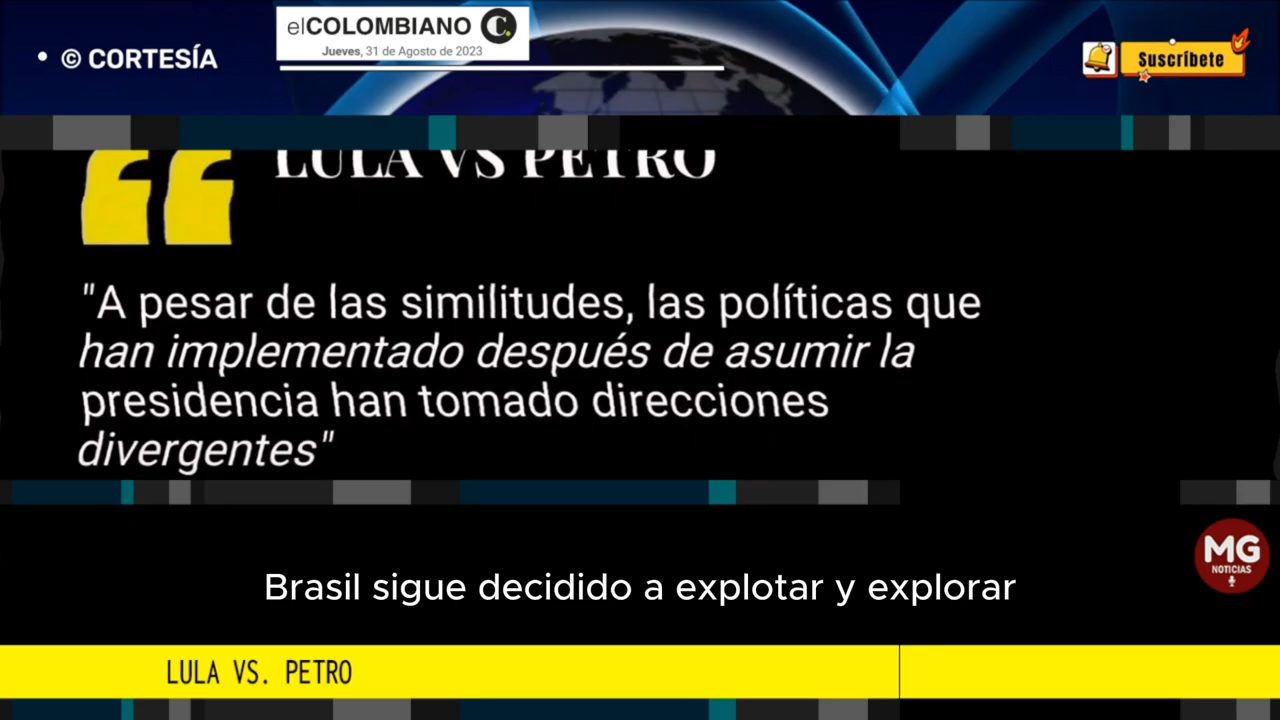 • © CORTESÍA
elCOLOMBIANO C.
Jueves, 31 de Agosto de 2023
Suscríbete
LULA VS PETRO
"A pesar de las similitudes, las políticas que
han implementado después de asumir la
presidencia han tomado direcciones
divergentes"
Brasil sigue decidido a explotar y explorar
MG
NOTICIAS
LULA VS. PETRO